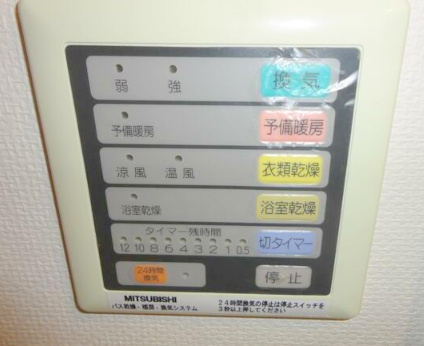 弱 強 換気
予備暖房 予備暖房
涼風 温風 衣類乾燥
浴室乾燥 浴室乾燥
タイマー残時間
12 10 8 6 4 3 2 1 0.5 切タイマー
24時間
換気
停止
MITSUBISHI
バス乾燥・暖房・換気システム
24時間換気の停止は停止スイッチを
3秒以上押してください